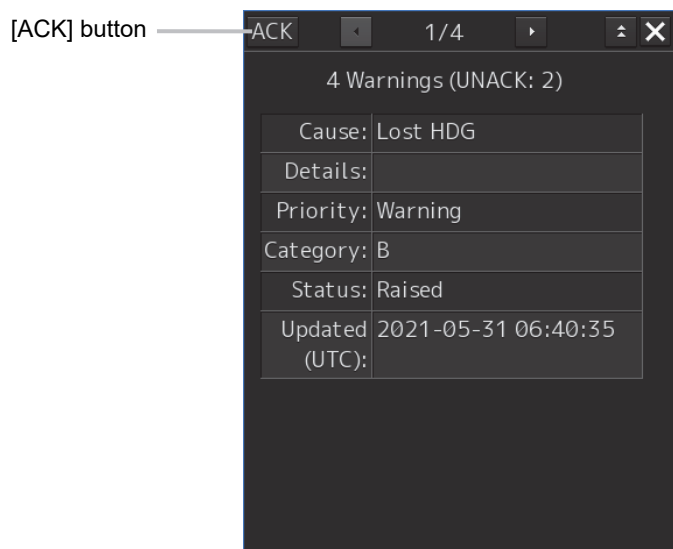 [ACK] button
ACK 1/4
4 Warnings (UNACK: 2)
Cause: Lost HDG
Details:
Priority: Warning
Category: B
Status: Raised
Updated 2021-05-31 06:40:35
(UTC):